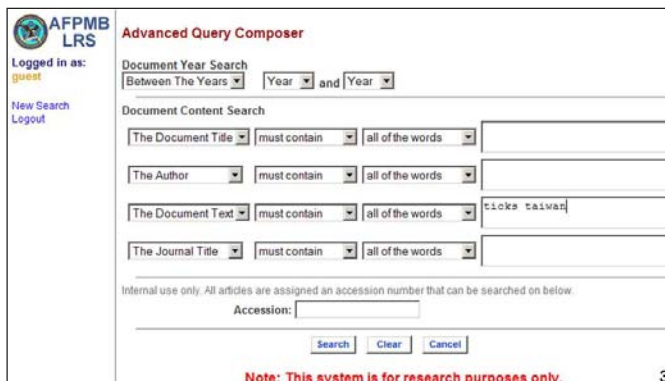 AFPMB
LRS
Logged in as:
guest
New Search
Logout
Advanced Query Composer
Document Year Search
Between The Years Year and Year
Document Content Search
The Document Title must contain all of the words
The Author must contain all of the words
The Document Text must contain all of the words ticks taiwan
The Journal Title must contain all of the words
Internal use only. All articles are assigned an accession number that can be searched on below.
Accession:
Search Clear Cancel
Note: This system is for research purposes only.
3